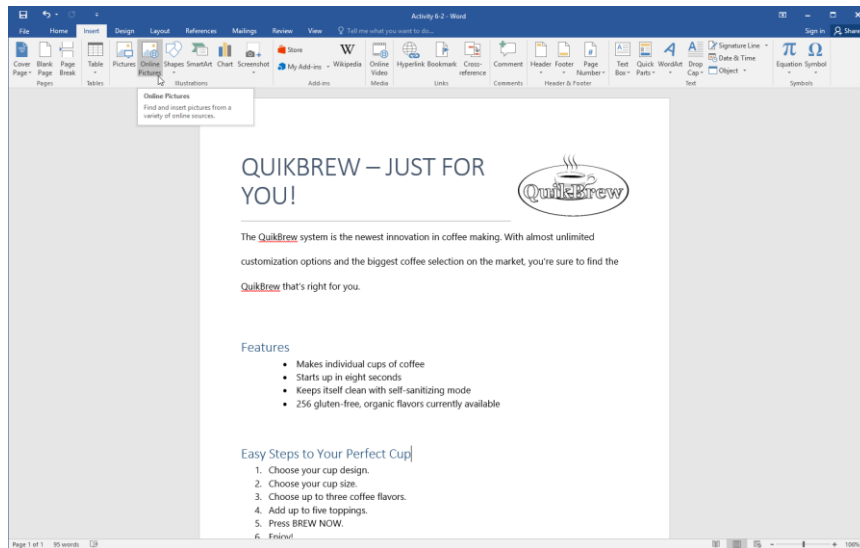 Activity 6-2 - Word
File Home Insert Design Layout References Mailings Review View Tell me what you want to do... Sign in Share
Cover Page Blank Page Page Break Table Pictures Online Pictures Shapes SmartArt Chart Screenshot Store My Add-ins Wikipedia Online Video Hyperlink Bookmark Cross-reference Comment Header Footer Page Number Text Box Quick Parts WordArt Drop Cap Signature Line Date & Time Object Equation Symbol
Pages Tables Illustrations Add-ins Media Links Comments Header & Footer Text Symbols
Online Pictures
Find and insert pictures from a
variety of online sources.
QUIKBREW – JUST FOR
YOU!
QuikBrew
The QuikBrew system is the newest innovation in coffee making. With almost unlimited
customization options and the biggest coffee selection on the market, you're sure to find the
QuikBrew that's right for you.
Features
• Makes individual cups of coffee
• Starts up in eight seconds
• Keeps itself clean with self-sanitizing mode
• 256 gluten-free, organic flavors currently available
Easy Steps to Your Perfect Cup
1. Choose your cup design.
2. Choose your cup size.
3. Choose up to three coffee flavors.
4. Add up to five toppings.
5. Press BREW NOW.
6. Enjoy!
Page 1 of 1 95 words 100%